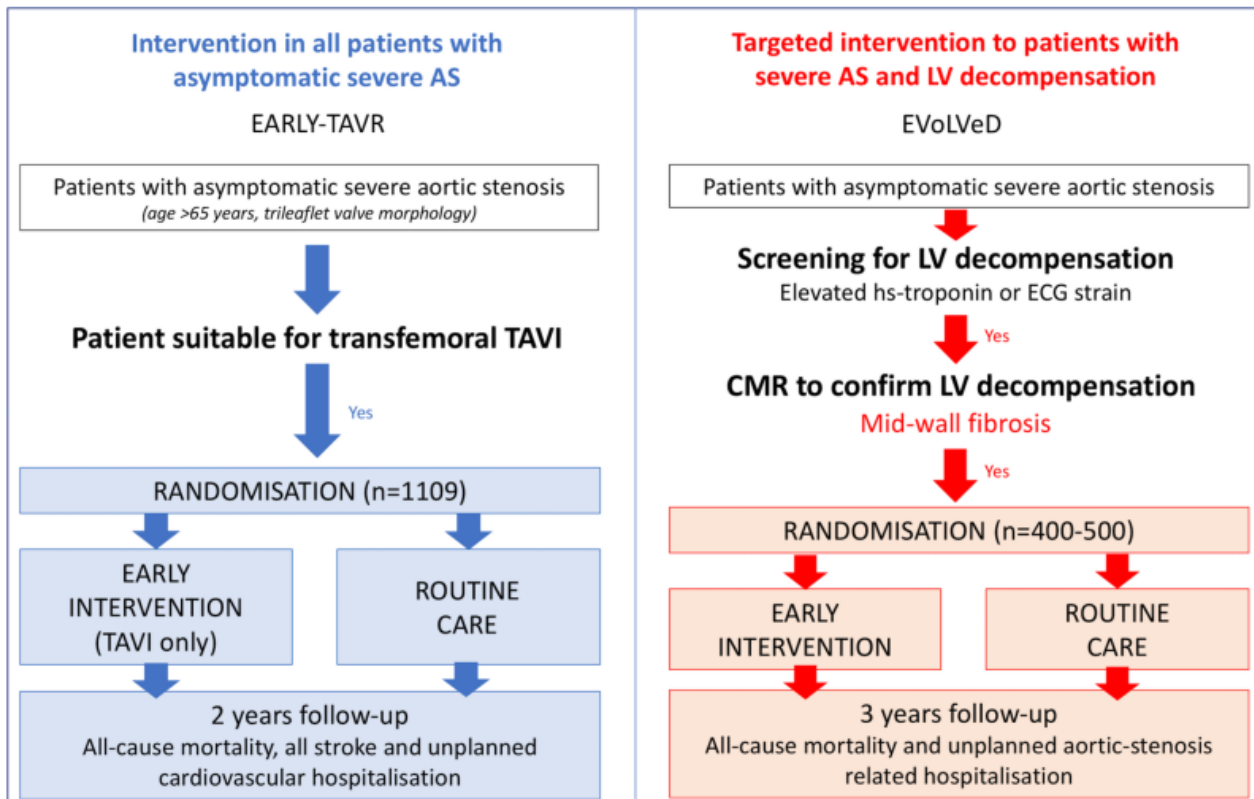 Intervention in all patients with
asymptomatic severe AS
EARLY-TAVR
Patients with asymptomatic severe aortic stenosis
(age >65 years, trileaflet valve morphology)
Patient suitable for transfemoral TAVI
Yes
RANDOMISATION (n=1109)
EARLY
INTERVENTION
(TAVI only)
ROUTINE
CARE
2 years follow-up
All-cause mortality, all stroke and unplanned
cardiovascular hospitalisation
Targeted intervention to patients with
severe AS and LV decompensation
EVoLVeD
Patients with asymptomatic severe aortic stenosis
Screening for LV decompensation
Elevated hs-troponin or ECG strain
Yes
CMR to confirm LV decompensation
Mid-wall fibrosis
Yes
RANDOMISATION (n=400-500)
EARLY
INTERVENTION
ROUTINE
CARE
3 years follow-up
All-cause mortality and unplanned aortic-stenosis
related hospitalisation